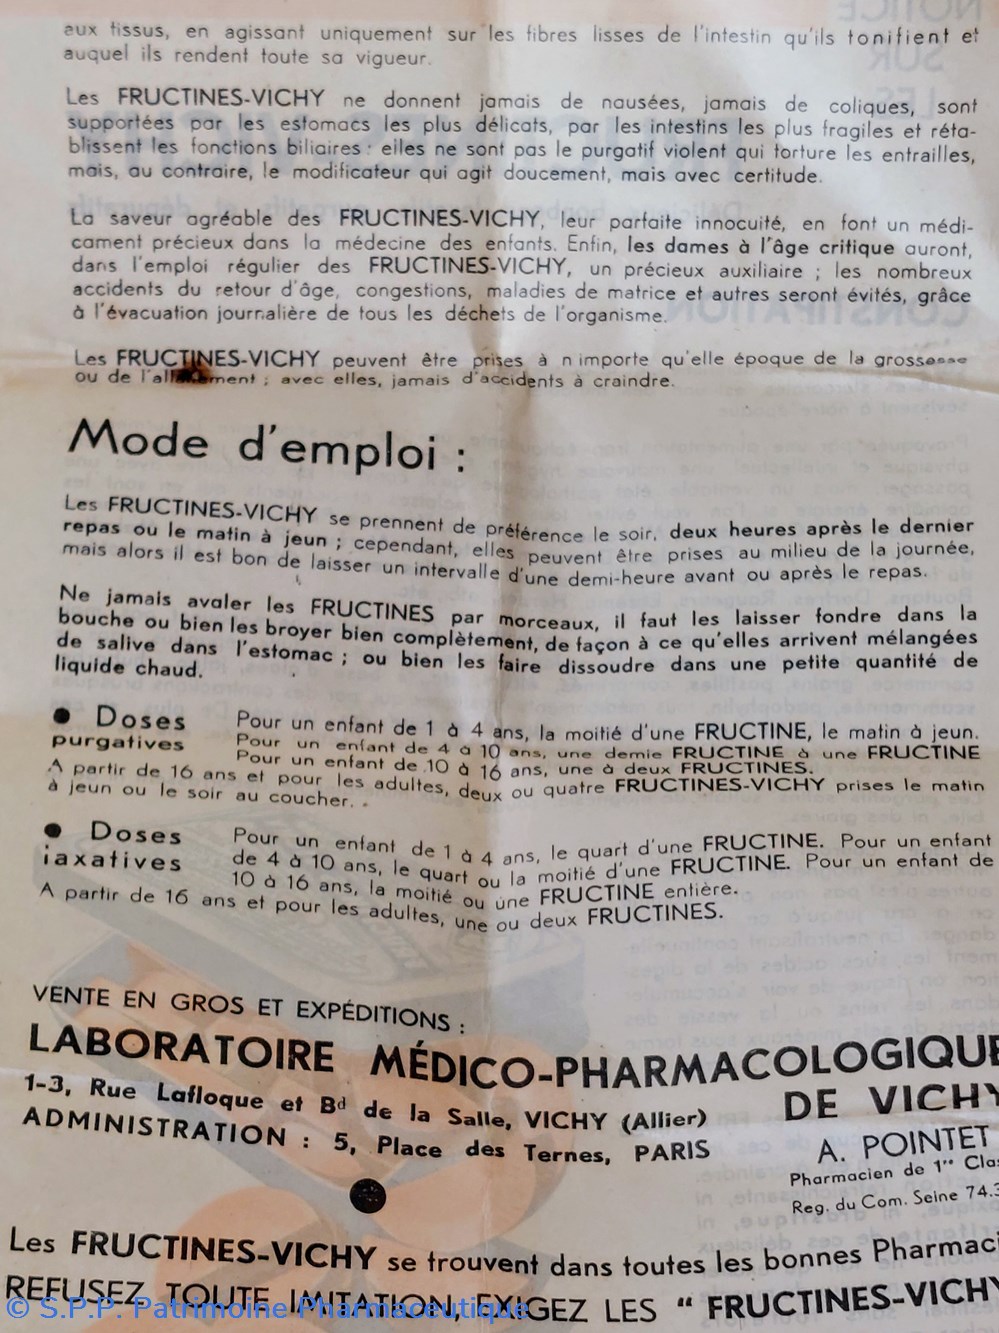 aux tissus, en agissant uniquement sur les fibres lisses de l'intestin qu'ils tonifient et
auquel ils rendent toute sa vigueur.
Les FRUCTINES-VICHY ne donnent jamais de nausées, jamais de coliques, sont
supportées par les estomacs les plus délicats, par les intestins les plus fragiles et réta-
blissent les fonctions biliaires : elles ne sont pas le purgatif violent qui torture les entrailles,
mais, au contraire, le modificateur qui agit doucement, mais avec certitude.
La saveur agréable des FRUCTINES-VICHY, leur parfaite innocuité, en font un médi-
cament précieux dans la médecine des enfants. Enfin, les dames à l'âge critique auront,
dans l'emploi régulier des FRUCTINES-VICHY, un précieux auxiliaire ; les nombreux
accidents du retour d'âge, congestions, maladies de matrice et autres seront évités, grâce
à l'évacuation journalière de tous les déchets de l'organisme.
Les FRUCTINES-VICHY peuvent être prises à n'importe qu'elle époque de la grossesse
ou de l'allaitement ; avec elles, jamais d'accidents à craindre.
Mode d'emploi :
Les FRUCTINES-VICHY se prennent de préférence le soir, deux heures après le dernier
repas ou le matin à jeun ; cependant, elles peuvent être prises au milieu de la journée,
mais alors il est bon de laisser un intervalle d'une demi-heure avant ou après le repas.
Ne jamais avaler les FRUCTINES par morceaux, il faut les laisser fondre dans la
bouche ou bien les broyer bien complètement, de façon à ce qu'elles arrivent mélangées
de salive dans l'estomac ; ou bien les faire dissoudre dans une petite quantité de
liquide chaud.
● Doses purgatives
Pour un enfant de 1 à 4 ans, la moitié d'une FRUCTINE, le matin à jeun.
Pour un enfant de 4 à 10 ans, une demie FRUCTINE à une FRUCTINE
Pour un enfant de 10 à 16 ans, une à deux FRUCTINES.
A partir de 16 ans et pour les adultes, deux ou quatre FRUCTINES-VICHY prises le matin
à jeun ou le soir au coucher.
● Doses laxatives
Pour un enfant de 1 à 4 ans, le quart d'une FRUCTINE. Pour un enfant
de 4 à 10 ans, le quart ou la moitié d'une FRUCTINE. Pour un enfant de
10 à 16 ans, la moitié ou une FRUCTINE entière.
A partir de 16 ans et pour les adultes, une ou deux FRUCTINES.
VENTE EN GROS ET EXPÉDITIONS :
LABORATOIRE MÉDICO-PHARMACOLOGIQUE
DE VICHY
1-3, Rue Lafloque et Bd de la Salle, VICHY (Allier)
ADMINISTRATION : 5, Place des Ternes, PARIS
A. POINTET
Pharmacien de 1re Clas
Reg. du Com. Seine 74.3
Les FRUCTINES-VICHY se trouvent dans toutes les bonnes Pharmaci
REFUSEZ TOUTE IMITATION, EXIGEZ LES " FRUCTINES-VICHY
© S.P.P. Patrimoine Pharmaceutique